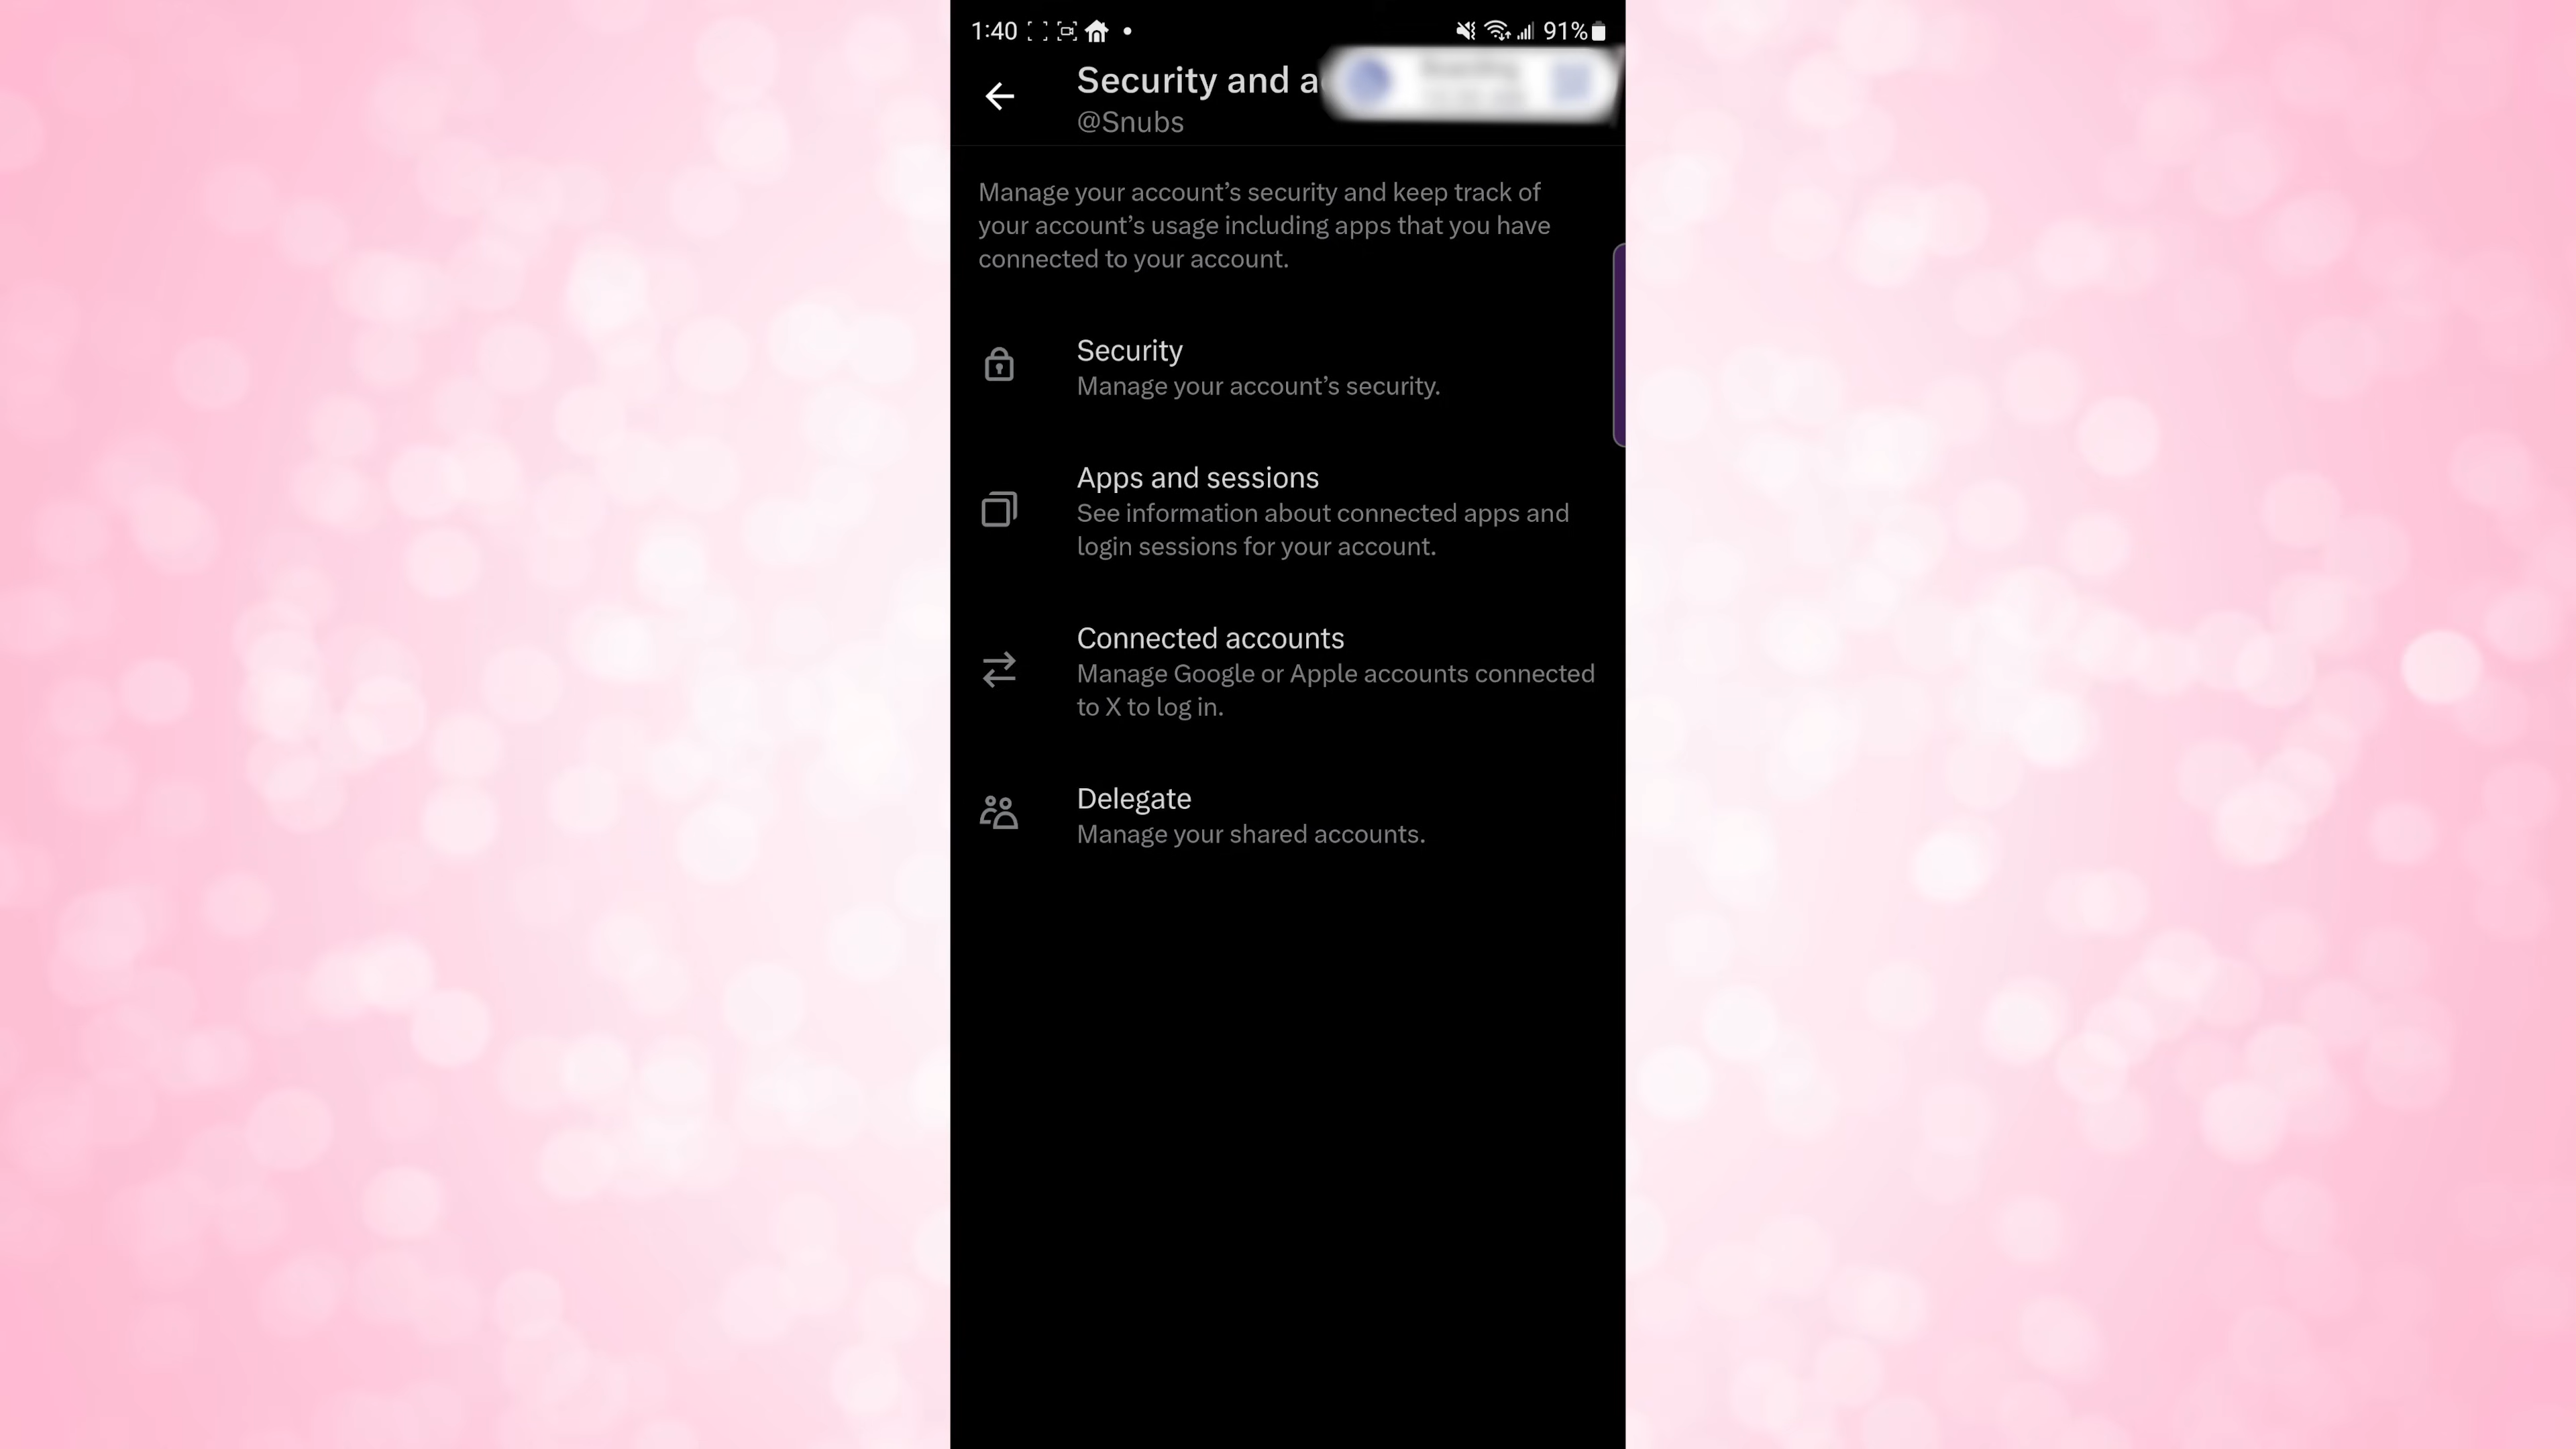 1:40
91%
Security and a
@Snubs
Manage your account’s security and keep track of
your account’s usage including apps that you have
connected to your account.
Security
Manage your account’s security.
Apps and sessions
See information about connected apps and
login sessions for your account.
Connected accounts
Manage Google or Apple accounts connected
to X to log in.
Delegate
Manage your shared accounts.